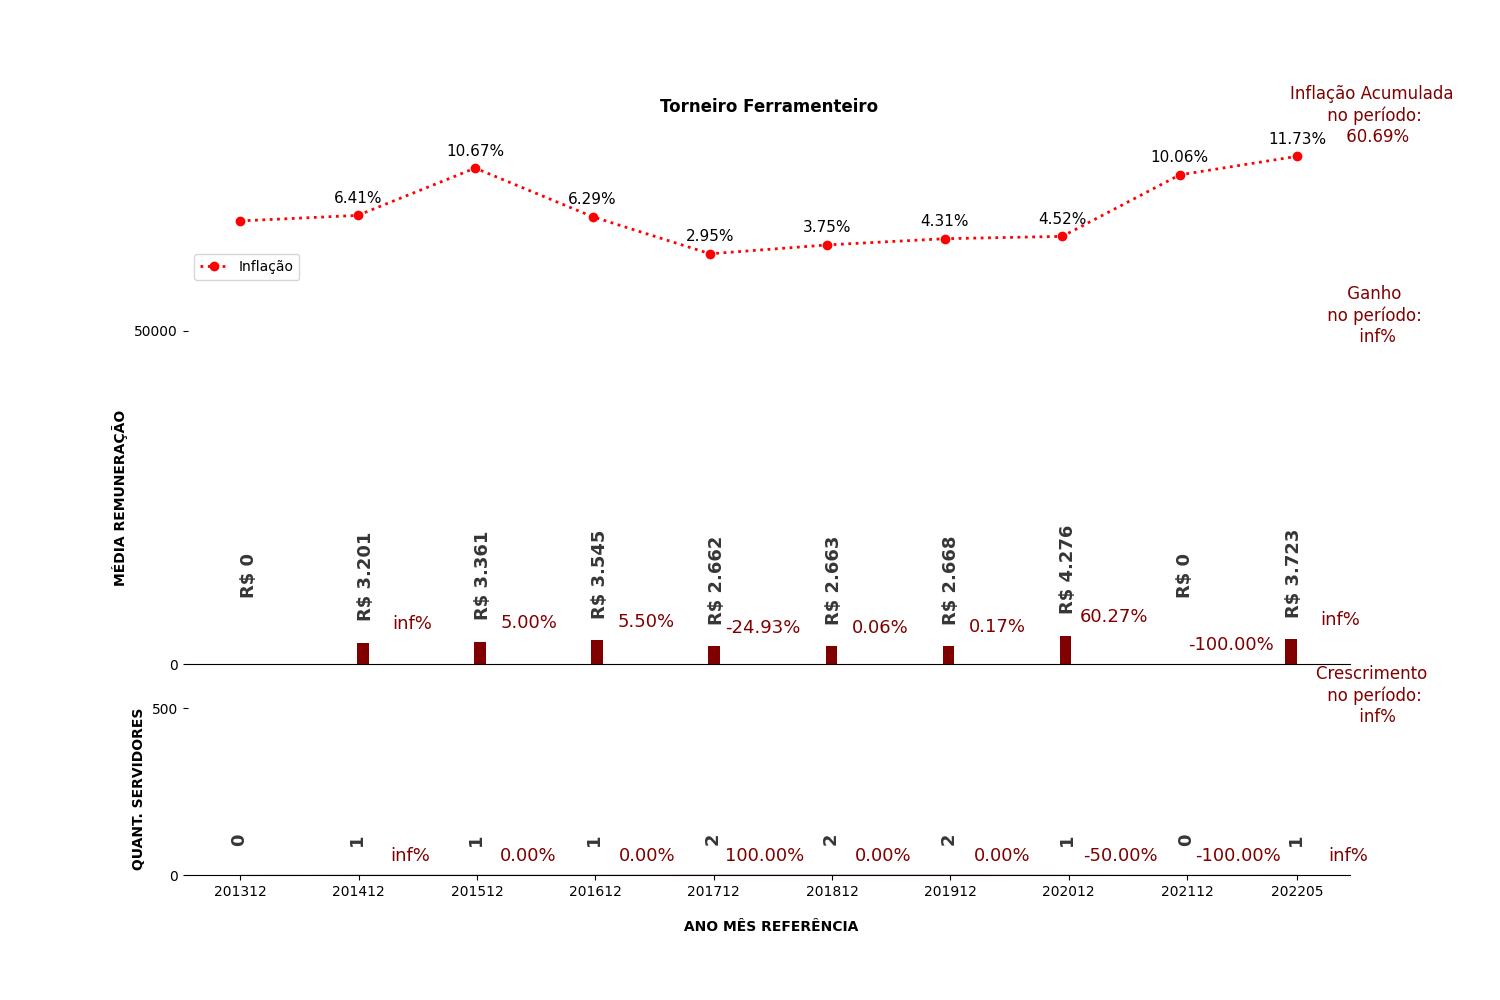 Torneiro Ferramenteiro
Inflação Acumulada
no período:
60.69%
6.41%
10.67%
6.29%
2.95%
3.75%
4.31%
4.52%
10.06%
11.73%
Inflação
Ganho
no período:
inf%
50000
0
MÉDIA REMUNERAÇÃO
R$ 0
R$ 3.201
R$ 3.361
R$ 3.545
R$ 2.662
R$ 2.663
R$ 2.668
R$ 4.276
R$ 0
R$ 3.723
inf%
5.00%
5.50%
-24.93%
0.06%
0.17%
60.27%
-100.00%
inf%
Crescrimento
no período:
inf%
500
0
QUANT. SERVIDORES
0
1
1
1
2
2
2
1
0
1
inf%
0.00%
0.00%
100.00%
0.00%
0.00%
-50.00%
-100.00%
inf%
201312
201412
201512
201612
201712
201812
201912
202012
202112
202205
ANO MÊS REFERÊNCIA